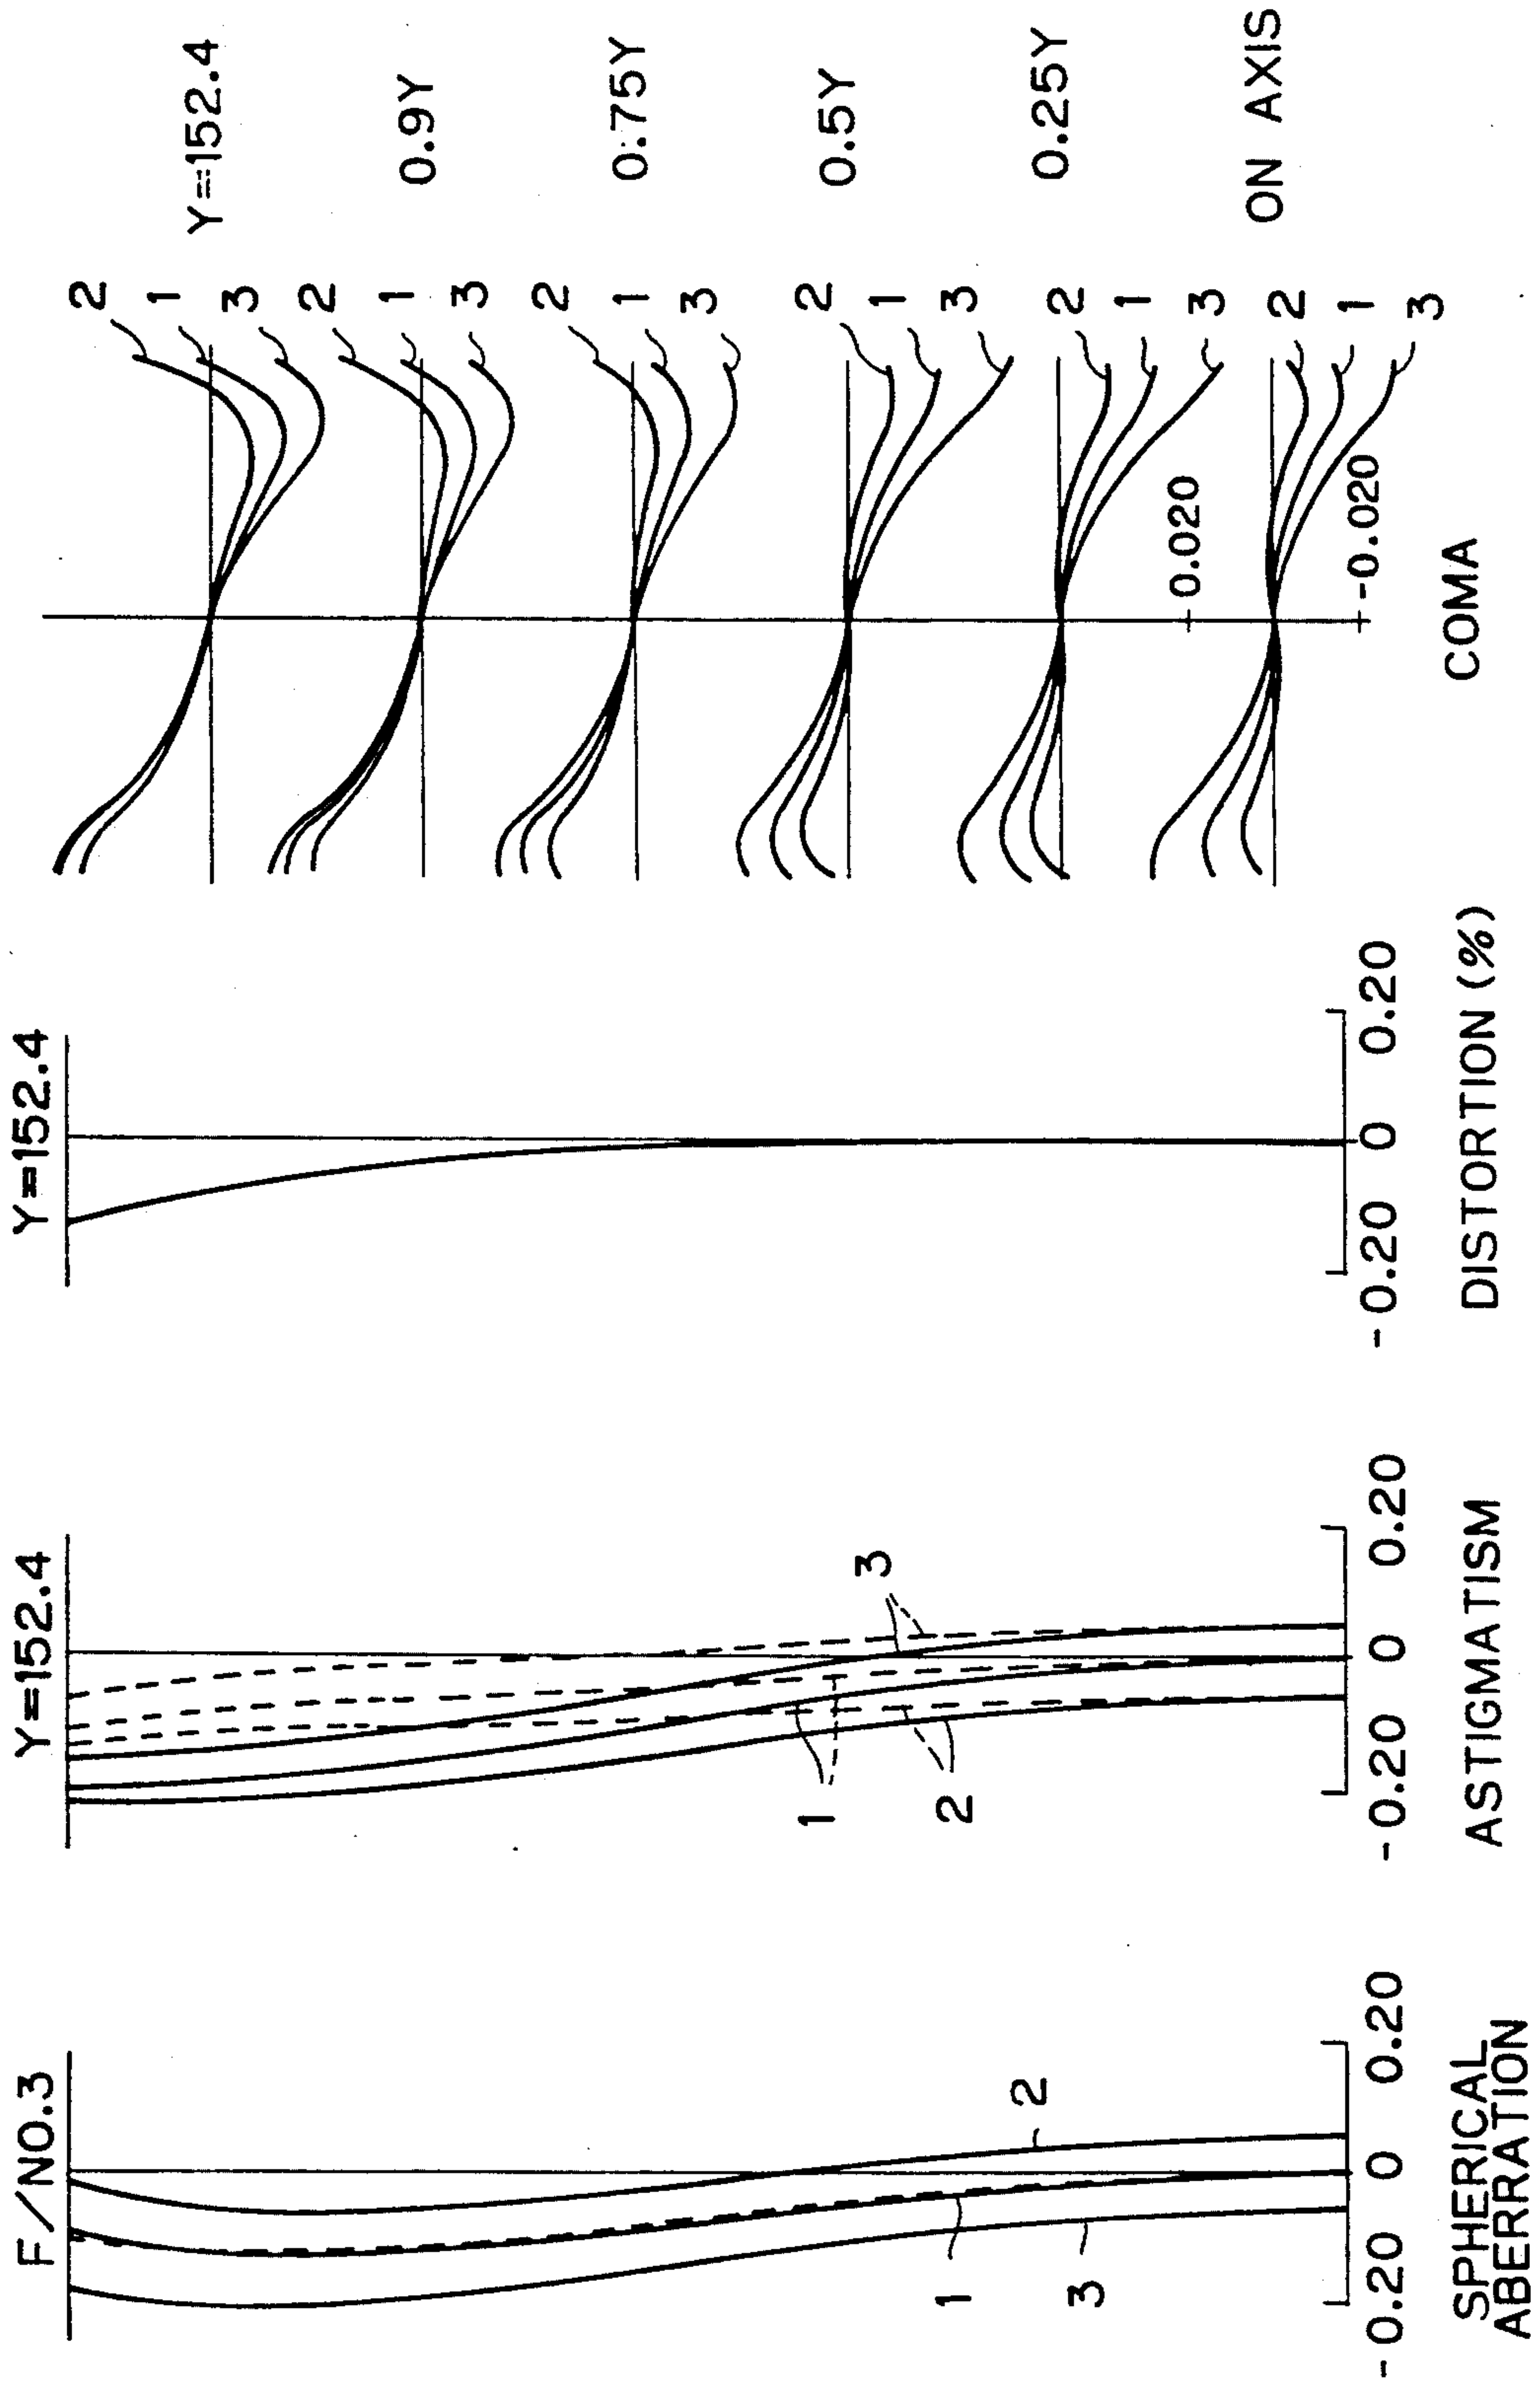 F/NO.3
2
1
3
-0.20 0 0.20
SPHERICAL
ABERRATION
Y=152.4
3
1
2
-0.20 0 0.20
ASTIGMATISM
Y=152.4
-0.20 0 0.20
DISTORTION (%)
2
1
3
Y=152.4
2
1
3
0.9Y
2
1
3
0.75Y
2
1
3
0.5Y
2
1
3
0.25Y
0.020
2
1
3
ON AXIS
-0.020
COMA